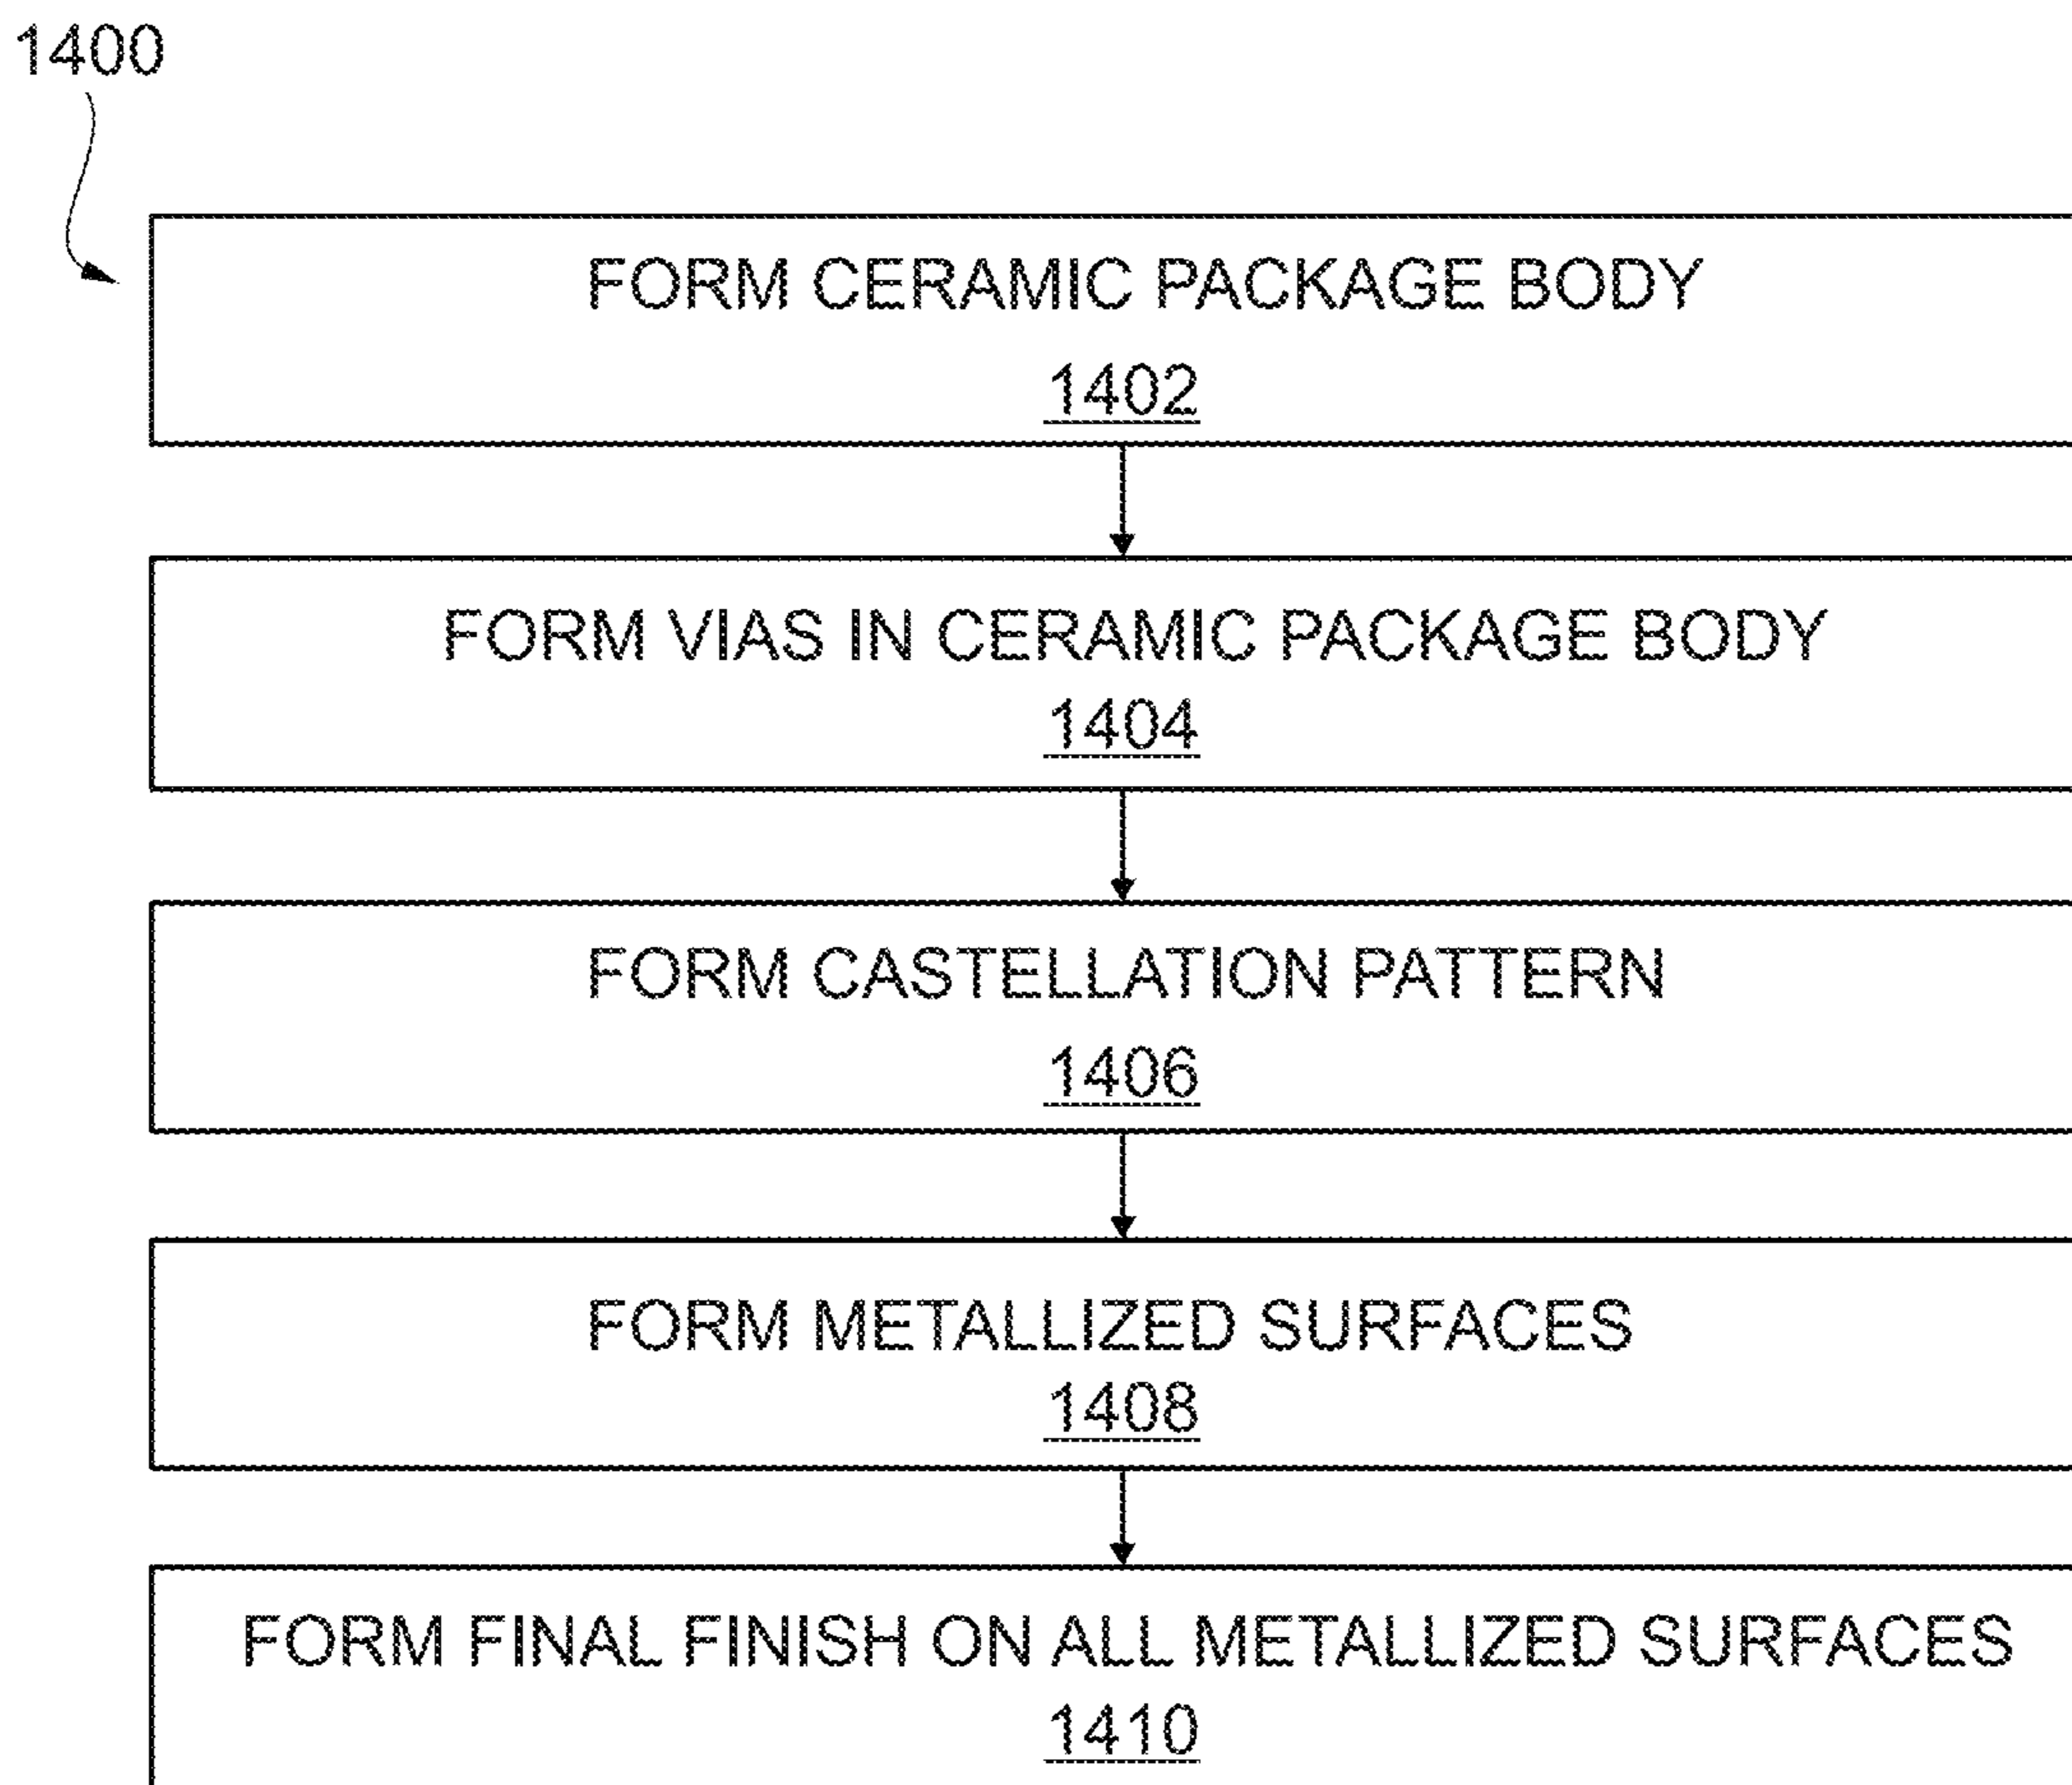 1400
FORM CERAMIC PACKAGE BODY
1402
FORM VIAS IN CERAMIC PACKAGE BODY
1404
FORM CASTELLATION PATTERN
1406
FORM METALLIZED SURFACES
1408
FORM FINAL FINISH ON ALL METALLIZED SURFACES
1410